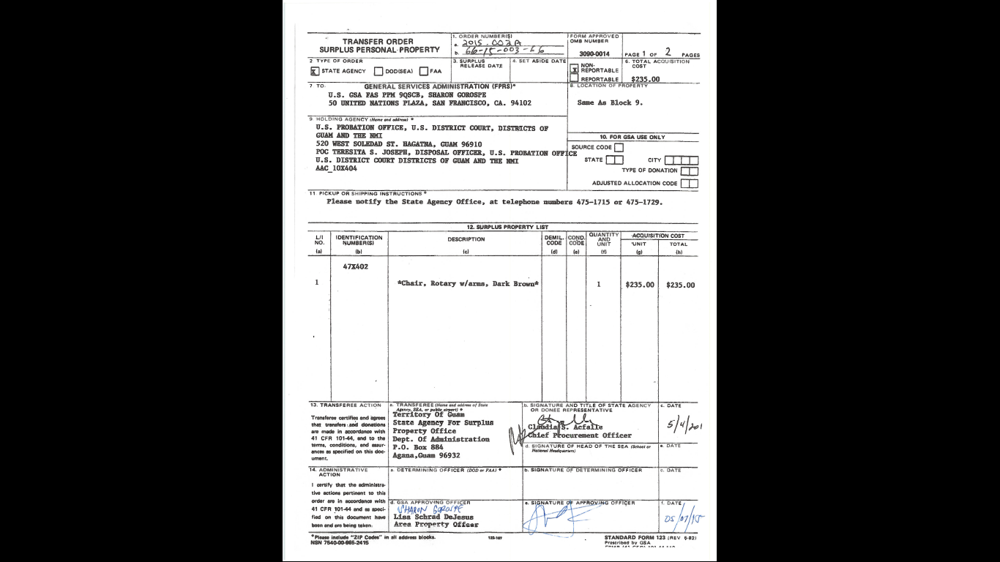 TRANSFER ORDER
SURPLUS PERSONAL PROPERTY
1. ORDER NUMBER(S)
a. 2015.002A
b. 66-15-003-66
FORM APPROVED
OMB NUMBER
3090-0014
PAGE 1 OF 2 PAGES
2 TYPE OF ORDER
x STATE AGENCY DOD(SEA) FAA
3. SURPLUS
RELEASE DATE
4. SET ASIDE DATE
x NON-
REPORTABLE
REPORTABLE
6. TOTAL ACQUISITION
COST
$235.00
7 TO: GENERAL SERVICES ADMINISTRATION (FPRS)*
U.S. GSA FAS PPM 9QSCB, SHARON GOROSPE
50 UNITED NATIONS PLAZA, SAN FRANCISCO, CA. 94102
8. LOCATION OF PROPERTY
Same As Block 9.
9. HOLDING AGENCY (Name and address) *
U.S. PROBATION OFFICE, U.S. DISTRICT COURT, DISTRICTS OF
GUAM AND THE NMI
520 WEST SOLEDAD ST. HAGATNA, GUAM 96910
POC TERESITA S. JOSEPH, DISPOSAL OFFICER, U.S. PROBATION OFFICE
U.S. DISTRICT COURT DISTRICTS OF GUAM AND THE NMI
AAC_10X404
10. FOR GSA USE ONLY
SOURCE CODE
STATE CITY
TYPE OF DONATION
ADJUSTED ALLOCATION CODE
11 PICKUP OR SHIPPING INSTRUCTIONS *
Please notify the State Agency Office, at telephone numbers 475-1715 or 475-1729.
12. SURPLUS PROPERTY LIST
L/I
NO.
(a)
IDENTIFICATION
NUMBER(S)
(b)
DESCRIPTION
(c)
DEMIL.
CODE
(d)
COND.
CODE
(e)
QUANTITY
AND
UNIT
(f)
ACQUISITION COST
UNIT
(g)
TOTAL
(h)
47X402
1 *Chair, Rotary w/arms, Dark Brown* 1 $235.00 $235.00
13. TRANSFEREE ACTION
Transferee certifies and agrees
that transfers and donations
are made in accordance with
41 CFR 101-44, and to the
terms, conditions, and assur-
ances as specified on this doc-
ument.
a. TRANSFEREE (Name and address of State
Agency, SEA, or public airport) *
Territory Of Guam
State Agency For Surplus
Property Office
Dept. Of Administration
P.O. Box 884
Agana,Guam 96932
b. SIGNATURE AND TITLE OF STATE AGENCY
OR DONEE REPRESENTATIVE
Claudia S. Acfalle
Chief Procurement Officer
c. DATE
5/4/201
d. SIGNATURE OF HEAD OF THE SEA (School or
National Headquarters)
e. DATE
14. ADMINISTRATIVE
ACTION
I certify that the administra-
tive actions pertinent to this
order are in accordance with
41 CFR 101-44 and as speci-
fied on this document have
been and are being taken.
a. DETERMINING OFFICER (DOD or FAA) *
b. SIGNATURE OF DETERMINING OFFICER
c. DATE
d. GSA APPROVING OFFICER
SHARON GOROSPE
Lisa Schrad DeJesus
Area Property Officer
e. SIGNATURE OF APPROVING OFFICER
f. DATE
05/07/15
*Please include "ZIP Codes" in all address blocks.
NSN 7540-00-965-2415
123-107
STANDARD FORM 123 (REV 6-82)
Prescribed by GSA